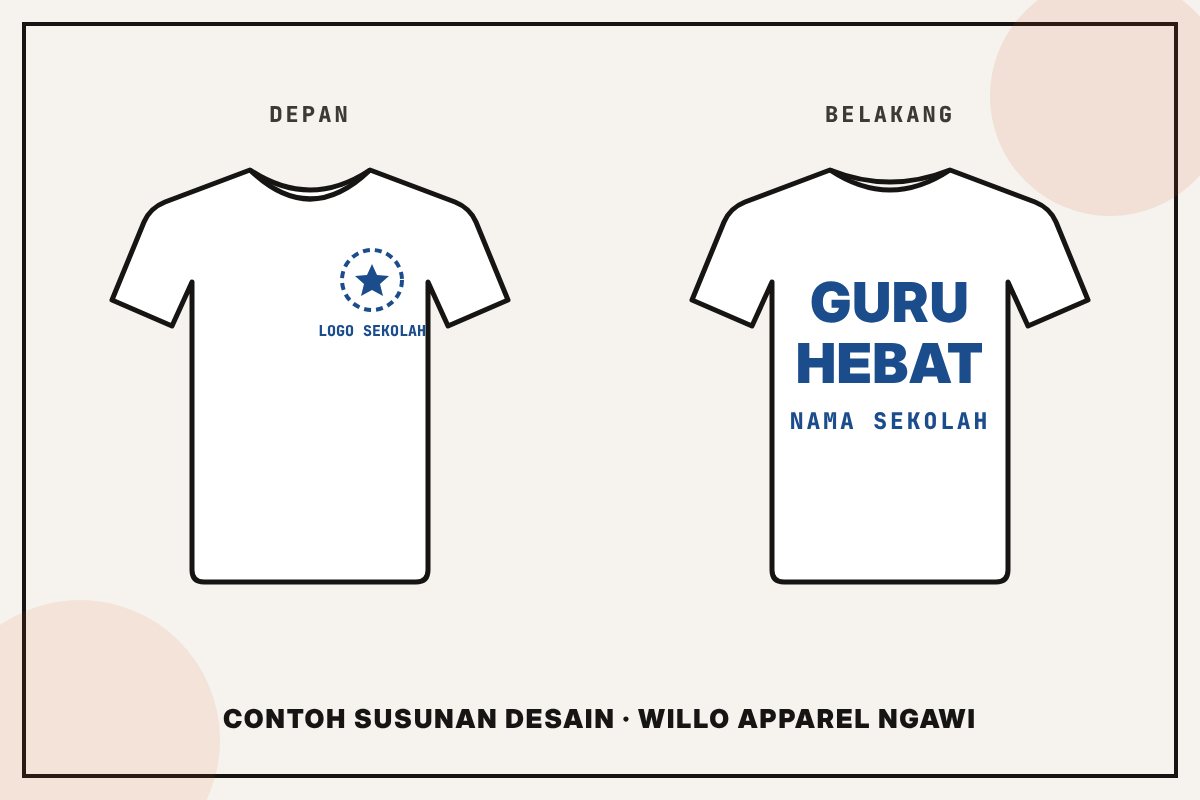 DEPAN
BELAKANG
LOGO SEKOLAH
GURU
HEBAT
NAMA SEKOLAH
CONTOH SUSUNAN DESAIN · WILLO APPAREL NGAWI